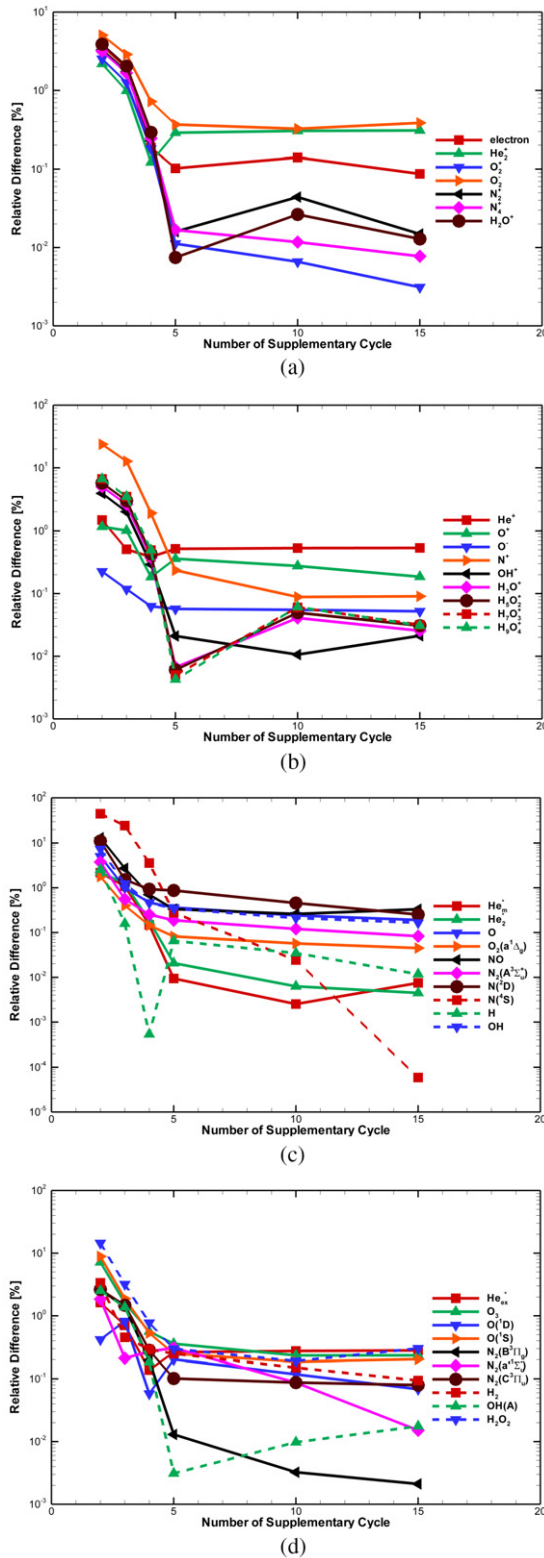 10¹
10⁰
10⁻¹
10⁻²
10⁻³
Relative Difference [%]
electron
He₂⁺
O₂⁺
O₂⁻
N₂⁺
N₄⁺
H₂O⁺
0 5 10 15 20
Number of Supplementary Cycle
(a)
10²
10¹
10⁰
10⁻¹
10⁻²
10⁻³
Relative Difference [%]
He⁺
O⁺
O⁻
N⁺
OH⁺
H₃O⁺
H₅O₂⁺
H₇O₃⁺
H₉O₄⁺
0 5 10 15 20
Number of Supplementary Cycle
(b)
10²
10¹
10⁰
10⁻¹
10⁻²
10⁻³
10⁻⁴
10⁻⁵
Relative Difference [%]
Heₘ*
He₂*
O
O₂(a¹Δg)
NO
N₂(A³Σᵤ⁺)
N(²D)
N(⁴S)
H
OH
0 5 10 15 20
Number of Supplementary Cycle
(c)
10²
10¹
10⁰
10⁻¹
10⁻²
10⁻³
Relative Difference [%]
Heₑₓ*
O₃
O(¹D)
O(¹S)
N₂(B³Πg)
N₂(a'¹Σᵤ⁻)
N₂(C³Πᵤ)
H₂
OH(A)
H₂O₂
0 5 10 15 20
Number of Supplementary Cycle
(d)